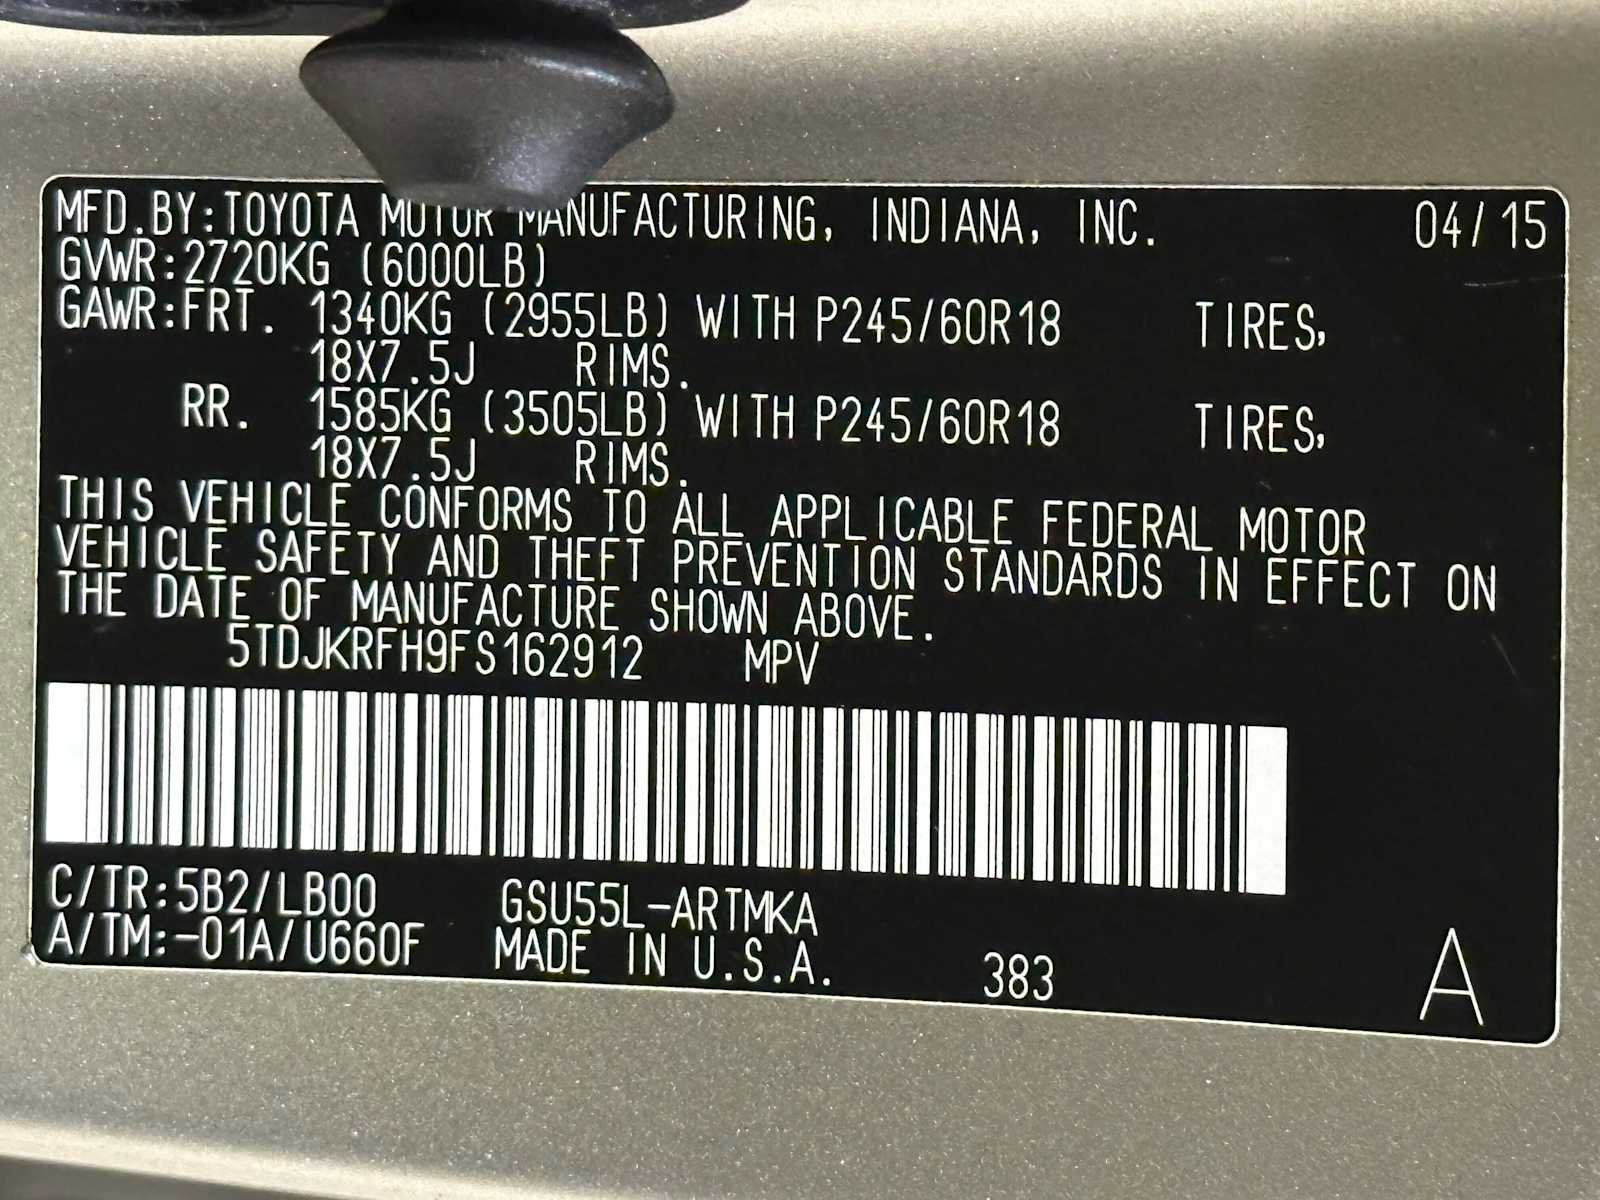 MFD.BY:TOYOTA MOTOR MANUFACTURING, INDIANA, INC. 04/15
GVWR:2720KG (6000LB)
GAWR:FRT. 1340KG (2955LB) WITH P245/60R18 TIRES,
18X7.5J RIMS.
RR. 1585KG (3505LB) WITH P245/60R18 TIRES,
18X7.5J RIMS.
THIS VEHICLE CONFORMS TO ALL APPLICABLE FEDERAL MOTOR
VEHICLE SAFETY AND THEFT PREVENTION STANDARDS IN EFFECT ON
THE DATE OF MANUFACTURE SHOWN ABOVE.
5TDJKRFH9FS162912 MPV
C/TR:5B2/LB00 GSU55L-ARTMKA
A/TM:-01A/U660F MADE IN U.S.A. 383 A